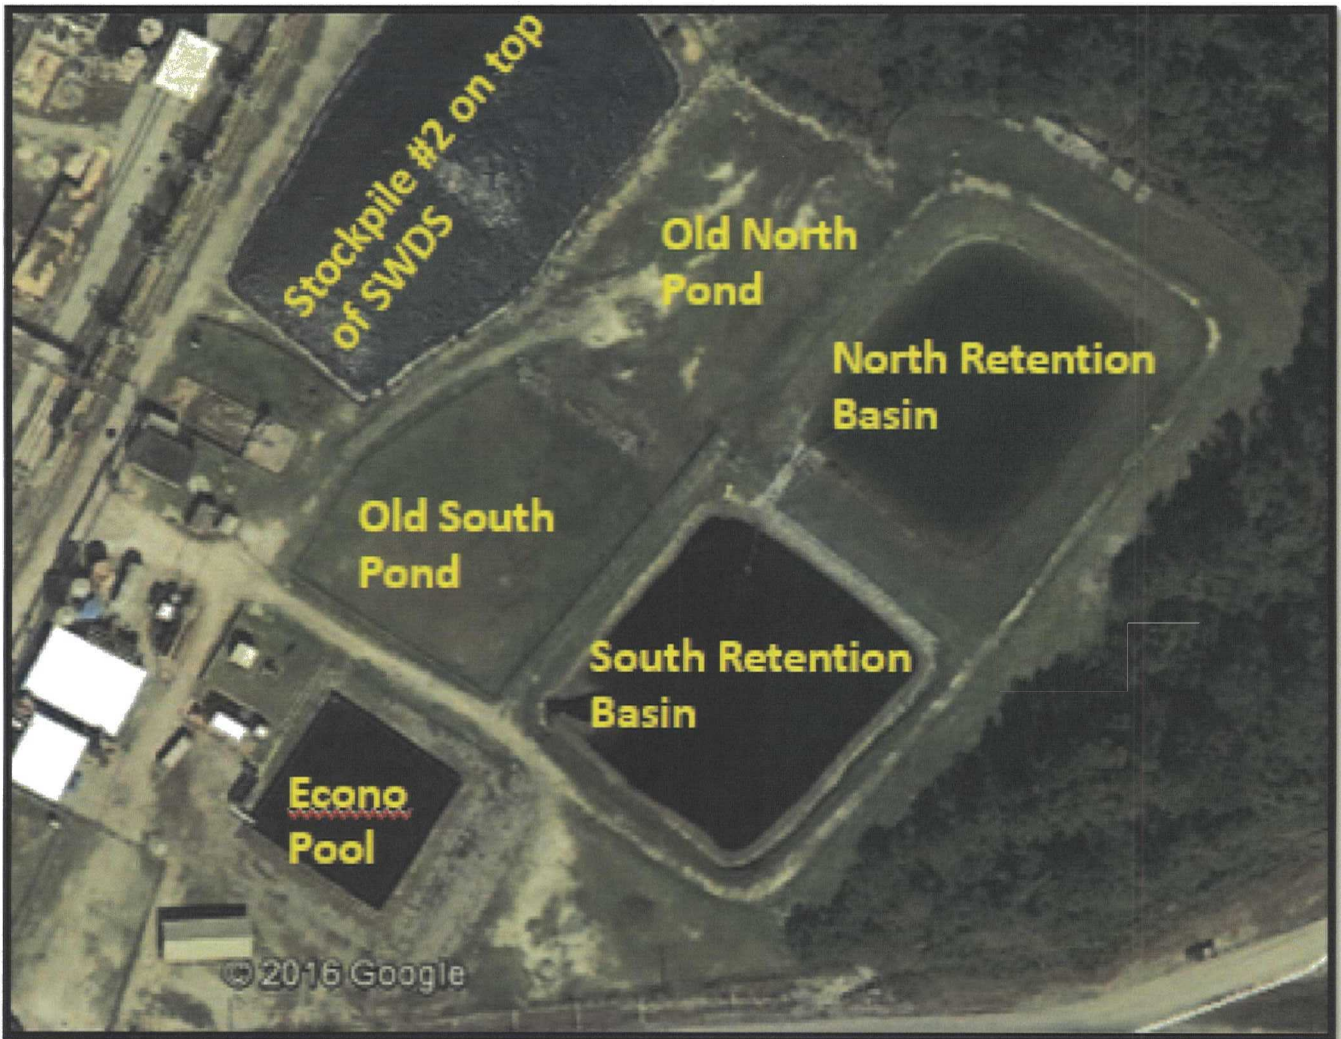 Stockpile #2 on top
of SWDS
Old North
Pond
North Retention
Basin
Old South
Pond
South Retention
Basin
Econo
Pool
© 2016 Google